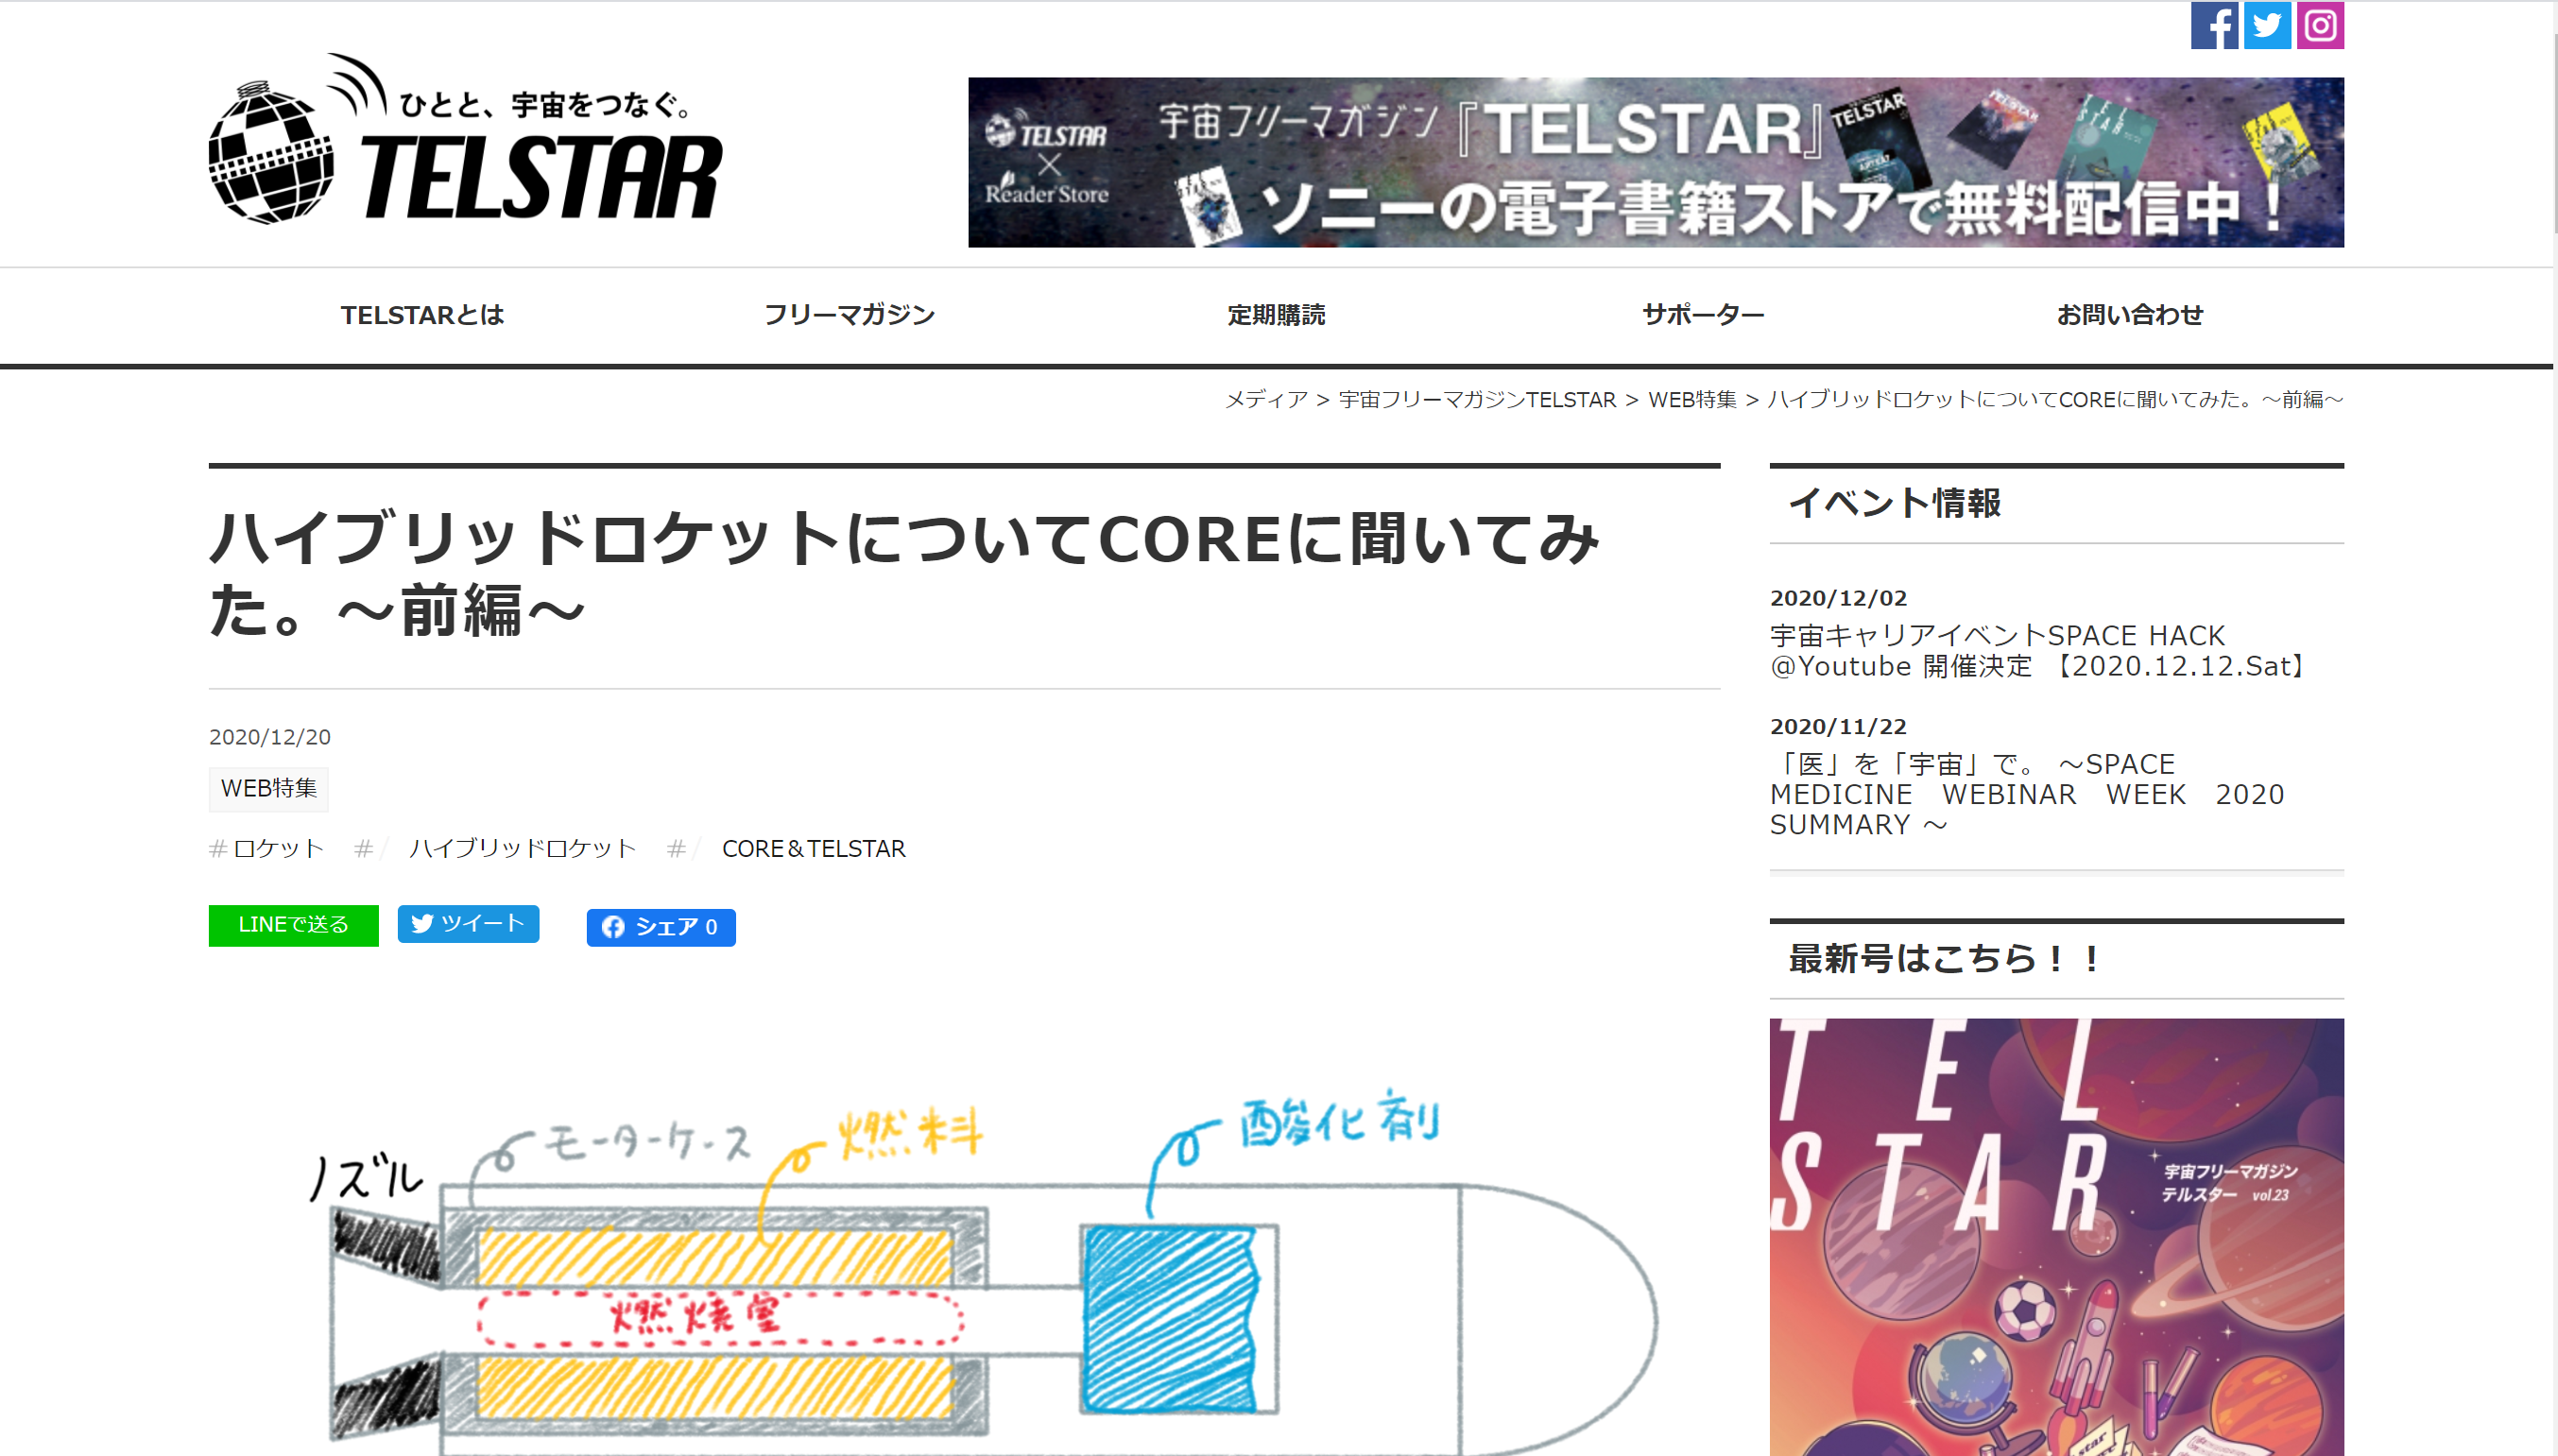 ひとと、宇宙をつなぐ。
TELSTAR
TELSTAR
×
Reader Store
宇宙フリーマガジン『TELSTAR』
ソニーの電子書籍ストアで無料配信中！
TELSTAR
TELSTARとは
フリーマガジン
定期購読
サポーター
お問い合わせ
メディア > 宇宙フリーマガジンTELSTAR > WEB特集 > ハイブリッドロケットについてCOREに聞いてみた。～前編～
ハイブリッドロケットについてCOREに聞いてみ
た。～前編～
2020/12/20
WEB特集
# ロケット # / ハイブリッドロケット # / CORE＆TELSTAR
LINEで送る
ツイート
シェア 0
ノズル
モーターケース
燃料
酸化剤
燃焼室
イベント情報
2020/12/02
宇宙キャリアイベントSPACE HACK
@Youtube 開催決定 【2020.12.12.Sat】
2020/11/22
「医」を「宇宙」で。 ～SPACE
MEDICINE　WEBINAR　WEEK　2020
SUMMARY ～
最新号はこちら！！
TEL
STAR
宇宙フリーマガジン
テルスター vol.23